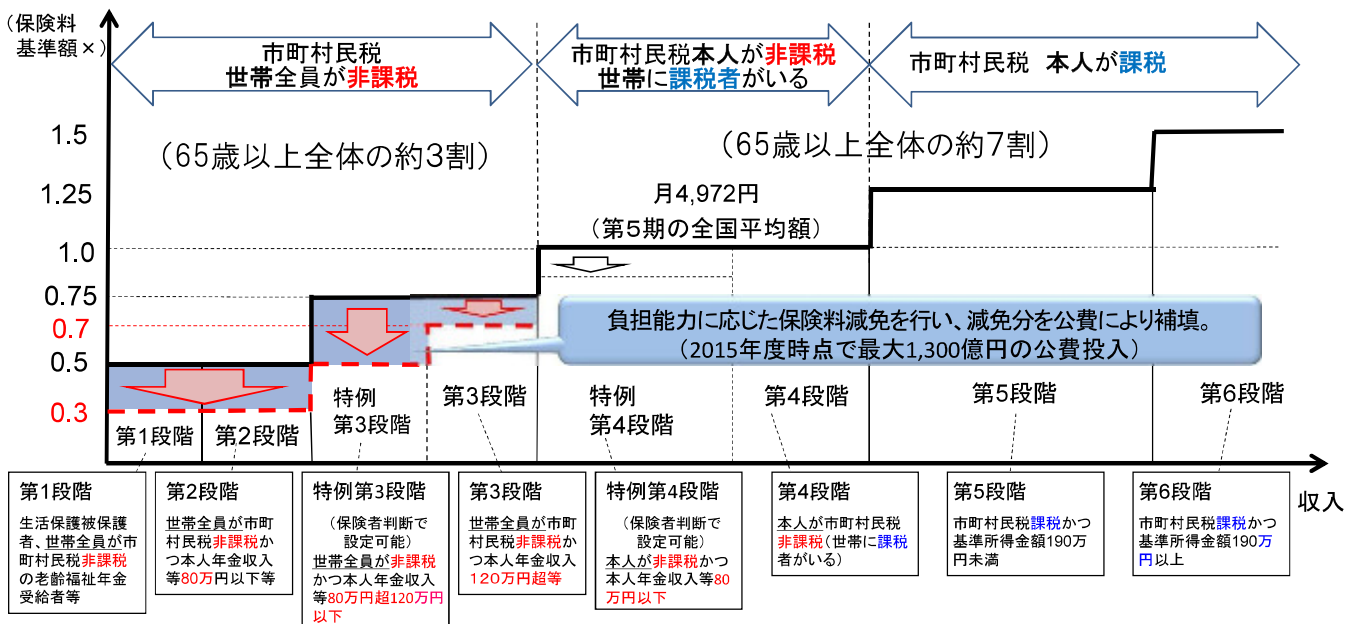 (保険料
基準額×)
市町村民税
世帯全員が非課税
市町村民税本人が非課税
世帯に課税者がいる
市町村民税 本人が課税
(65歳以上全体の約3割)
(65歳以上全体の約7割)
月4,972円
(第5期の全国平均額)
1.5
1.25
1.0
0.75
0.7
0.5
0.3
負担能力に応じた保険料減免を行い、減免分を公費により補填。
(2015年度時点で最大1,300億円の公費投入)
第1段階
第2段階
特例
第3段階
第3段階
特例
第4段階
第4段階
第5段階
第6段階
収入
第1段階
生活保護被保護
者、世帯全員が市
町村民税非課税
の老齢福祉年金
受給者等
第2段階
世帯全員が市町
村民税非課税か
つ本人年金収入
等80万円以下等
特例第3段階
(保険者判断で
設定可能)
世帯全員が非課税
かつ本人年金収入
等80万円超120万円
以下
第3段階
世帯全員が市町
村民税非課税か
つ本人年金収入
120万円超等
特例第4段階
(保険者判断で
設定可能)
本人が非課税かつ
本人年金収入等80
万円以下
第4段階
本人が市町村民税
非課税(世帯に課税
者がいる)
第5段階
市町村民税課税かつ
基準所得金額190万
円未満
第6段階
市町村民税課税かつ
基準所得金額190万
円以上